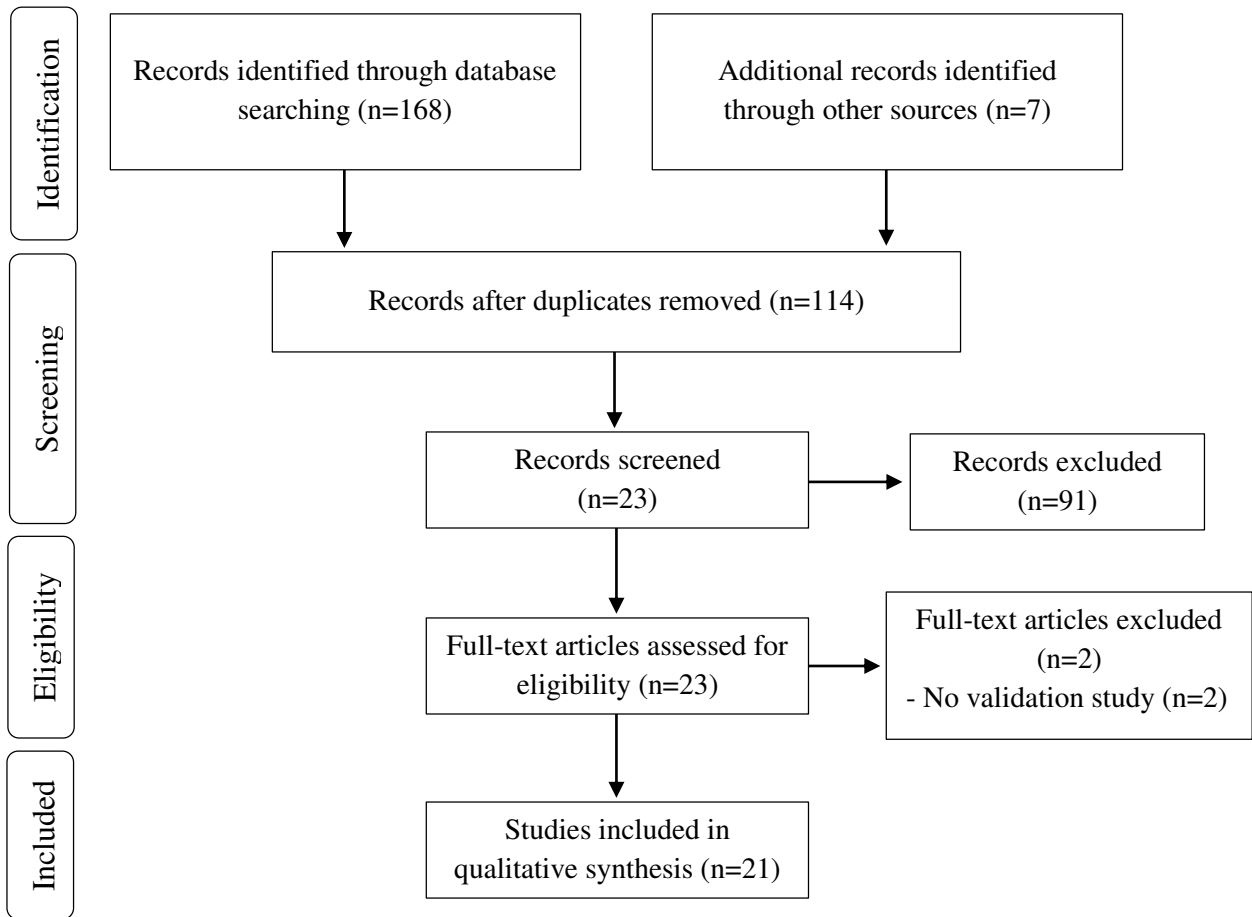 Identification
Records identified through database
searching (n=168)
Additional records identified
through other sources (n=7)
Screening
Records after duplicates removed (n=114)
Records screened
(n=23)
Records excluded
(n=91)
Eligibility
Full-text articles assessed for
eligibility (n=23)
Full-text articles excluded
(n=2)
- No validation study (n=2)
Included
Studies included in
qualitative synthesis (n=21)